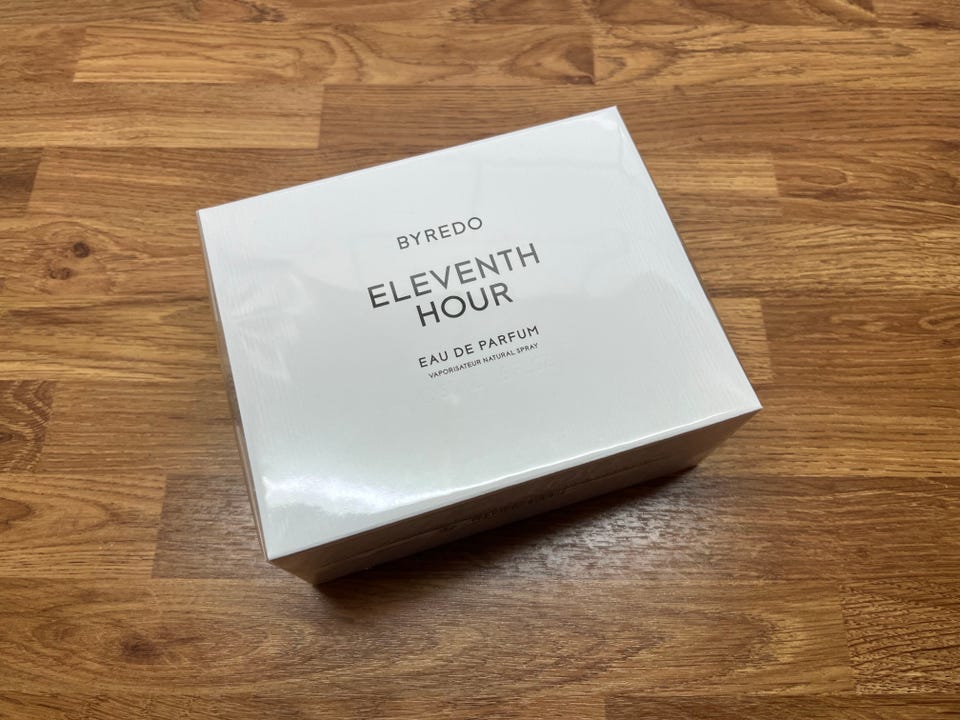 BYREDO
ELEVENTH
HOUR
EAU DE PARFUM
VAPORISATEUR NATURAL SPRAY